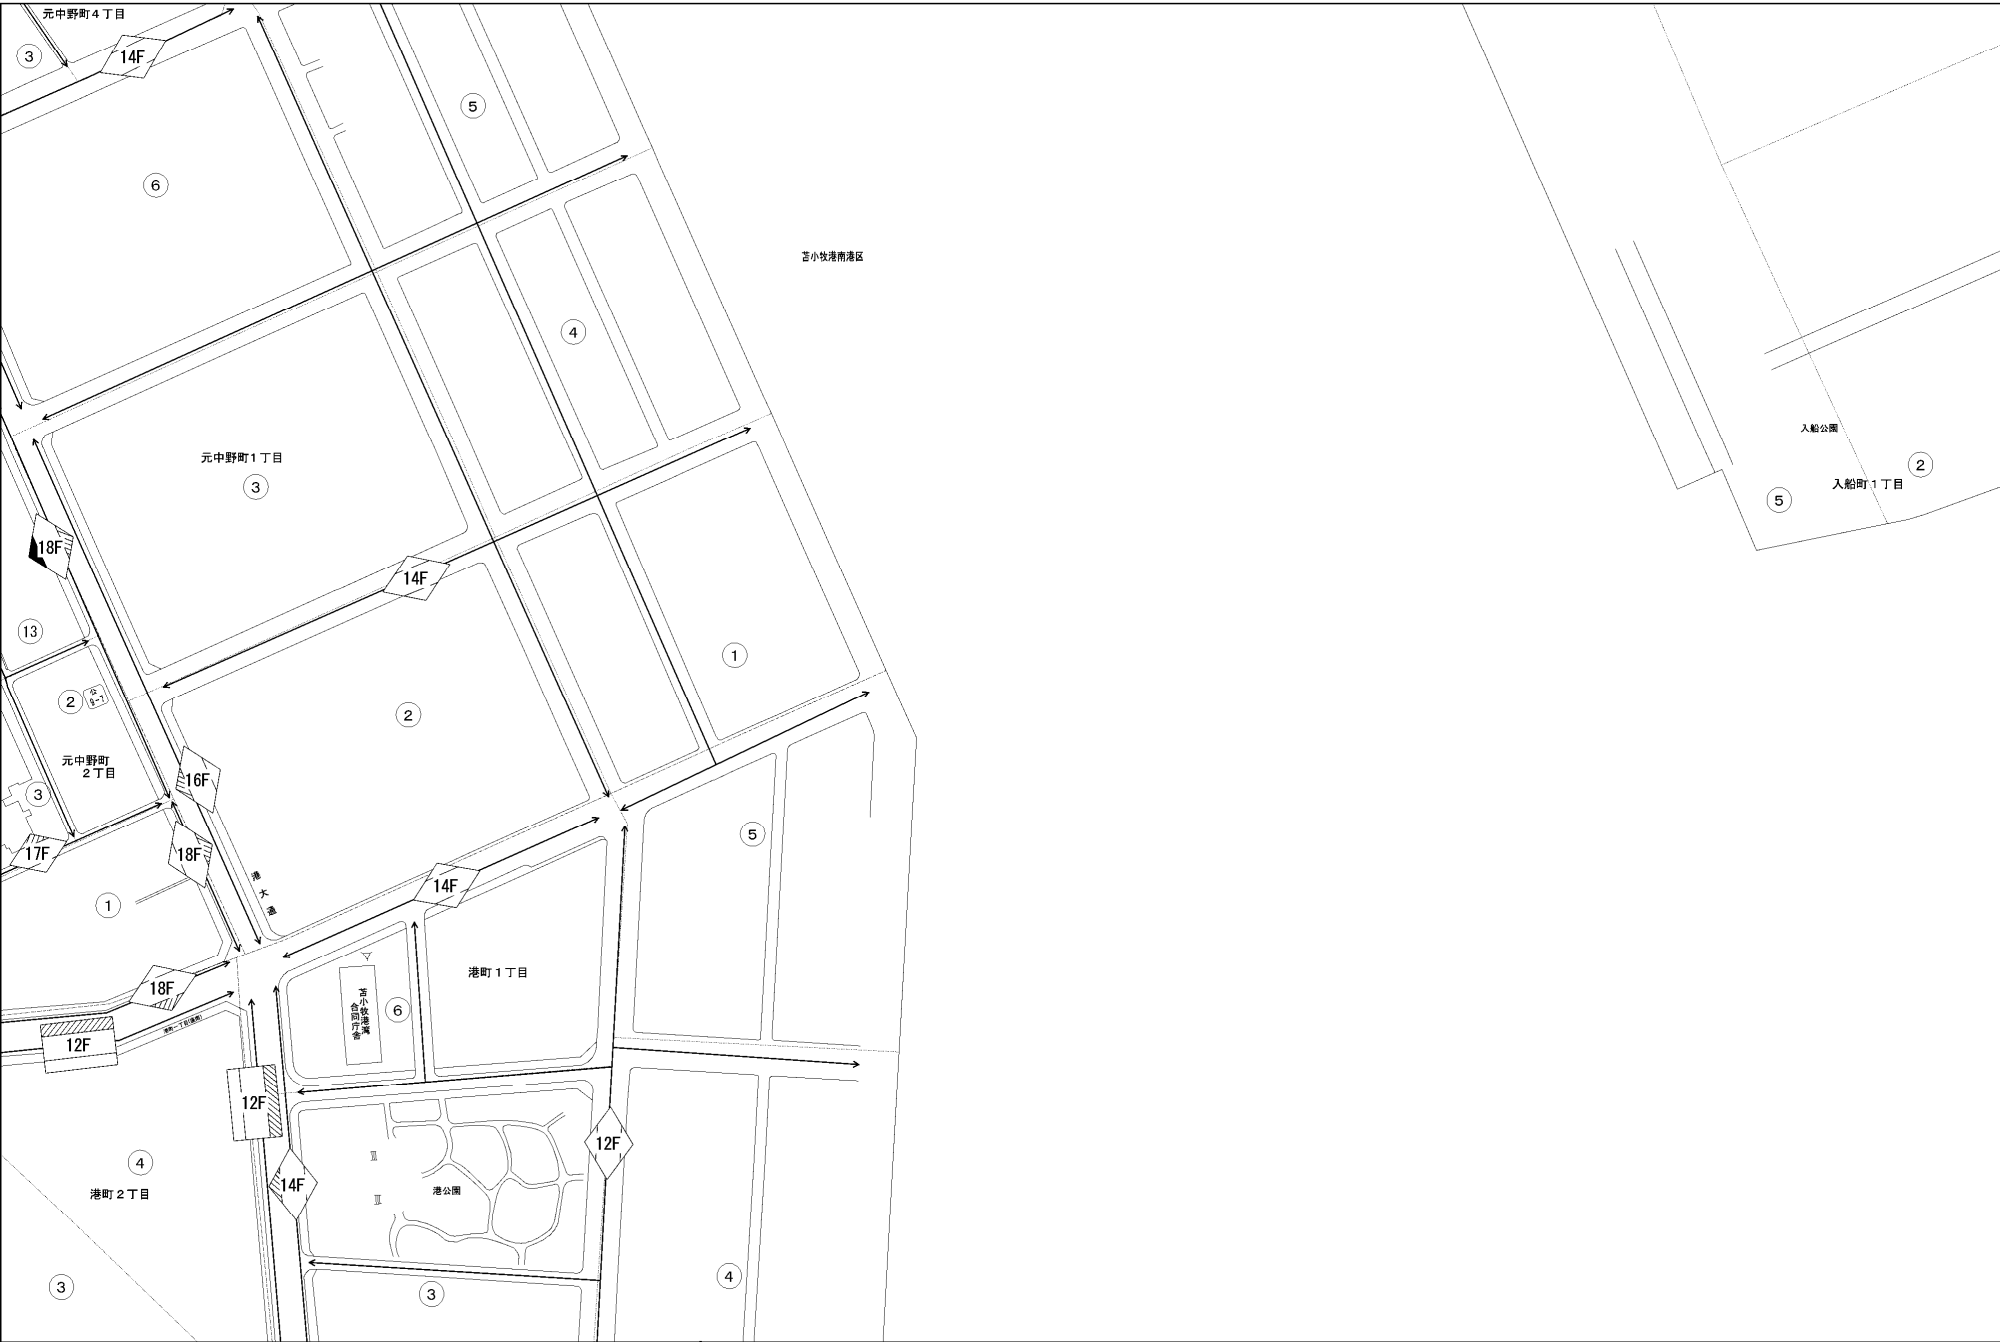 元中野町4丁目
③
14F
⑤
⑥
苫小牧港南港区
④
入船公園
元中野町1丁目
③
②
入船町1丁目
⑤
18F
14F
⑬
①
②
公
9-7
②
元中野町
2丁目
16F
③
⑤
17F
18F
14F
港大通
①
港町1丁目
18F
苫小牧港湾
合同庁舎
⑥
12F
12F
12F
④
14F
港公園
港町2丁目
③
③
④